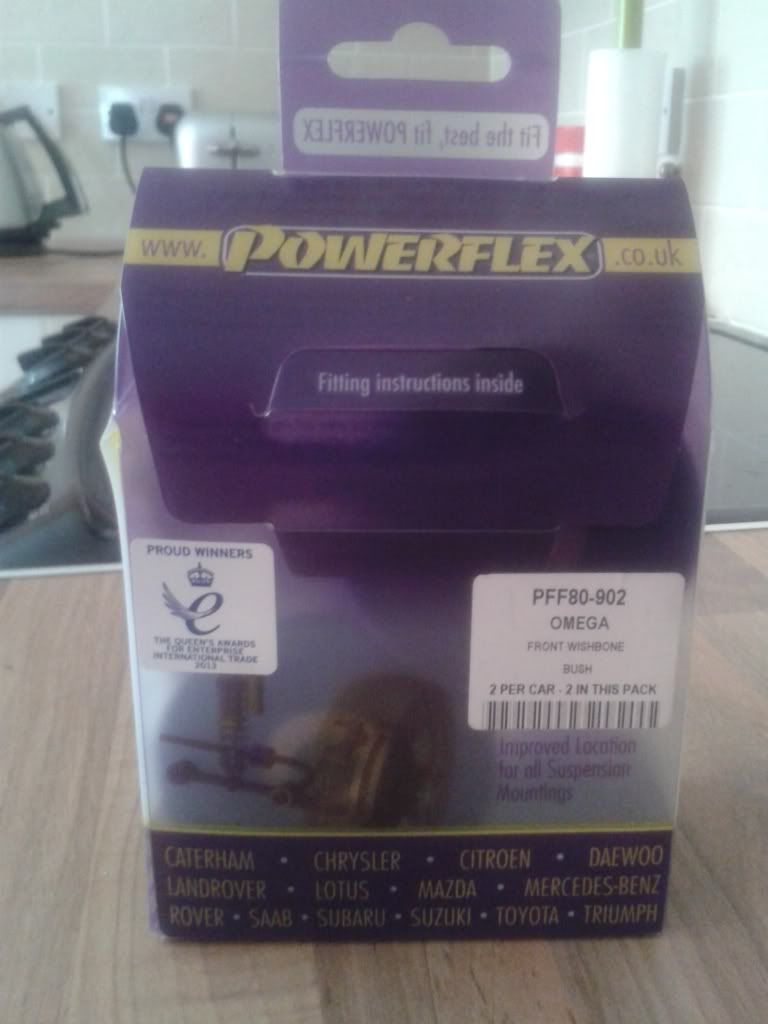 Fit the best, fit POWERFLEX
www. POWERFLEX .co.uk
Fitting instructions inside
PROUD WINNERS
e
THE QUEEN'S AWARDS
FOR ENTERPRISE
INTERNATIONAL TRADE
2013
PFF80-902
OMEGA
FRONT WISHBONE
BUSH
2 PER CAR - 2 IN THIS PACK
Improved Location
for all Suspension
Mountings
CATERHAM • CHRYSLER • CITROEN • DAEWOO
LANDROVER • LOTUS • MAZDA • MERCEDES-BENZ
ROVER • SAAB • SUBARU • SUZUKI • TOYOTA • TRIUMPH